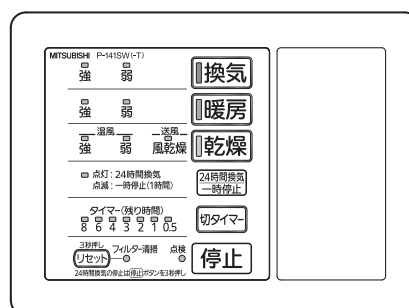 MITSUBISHI P-141SW(-T)
強 弱 換気
強 弱 暖房
温風 送風
強 弱 風乾燥 乾燥
点灯:24時間換気
点滅:一時停止(1時間)
24時間換気
一時停止
タイマー(残り時間)
8 6 4 3 2 1 0.5
切タイマー
3秒押し フィルター清掃 点検
リセット
停止
24時間換気の停止は停止ボタンを3秒押し